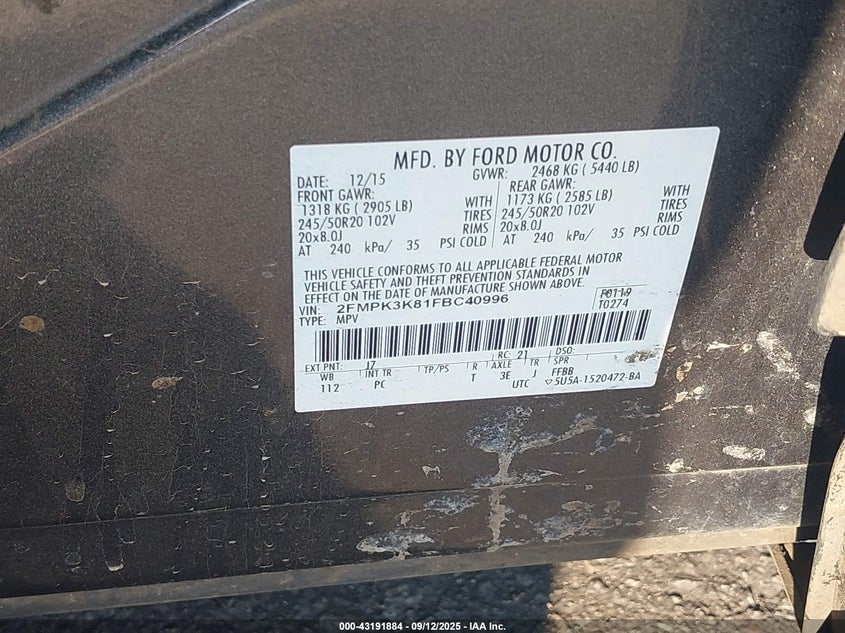 MFD. BY FORD MOTOR CO.
DATE: 12/15 GVWR: 2468 KG ( 5440 LB)
FRONT GAWR: REAR GAWR:
1318 KG ( 2905 LB) WITH 1173 KG ( 2585 LB) WITH
245/50R20 102V TIRES 245/50R20 102V TIRES
20x8.0J RIMS 20x8.0J RIMS
AT 240 kPa/ 35 PSI COLD AT 240 kPa/ 35 PSI COLD
THIS VEHICLE CONFORMS TO ALL APPLICABLE FEDERAL MOTOR
VEHICLE SAFETY AND THEFT PREVENTION STANDARDS IN
EFFECT ON THE DATE OF MANUFACTURE SHOWN ABOVE.
VIN: 2FMPK3K81FBC40996 F0119
TYPE: MPV T0274
EXT PNT: J7 RC: 21 DSO:
WB INT TR TP/PS R AXLE TR SPR
112 PC T 3E J FFBB
UTC ▽5U5A-1520472-BA
000-43191884 - 09/12/2025 - IAA Inc.